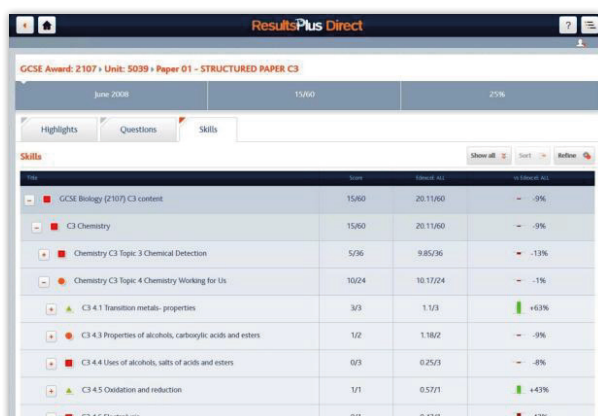 ResultsPlus Direct
?
GCSE Award: 2107 › Unit: 5039 › Paper 01 - STRUCTURED PAPER C3
June 2008 15/60 25%
Highlights Questions Skills
Skills Show all Sort Refine
Title Score Edexcel ALL vs Edexcel ALL
- GCSE Biology (2107) C3 content 15/60 20.11/60 - -9%
- C3 Chemistry 15/60 20.11/60 - -9%
+ Chemistry C3 Topic 3 Chemical Detection 5/36 9.85/36 - -13%
- Chemistry C3 Topic 4 Chemistry Working for Us 10/24 10.17/24 - -1%
+ C3 4.1 Transition metals- properties 3/3 1.1/3 +63%
+ C3 4.3 Properties of alcohols, carboxylic acids and esters 1/2 1.18/2 - -9%
+ C3 4.4 Uses of alcohols, salts of acids and esters 0/3 0.25/3 - -8%
+ C3 4.5 Oxidation and reduction 1/1 0.57/1 +43%